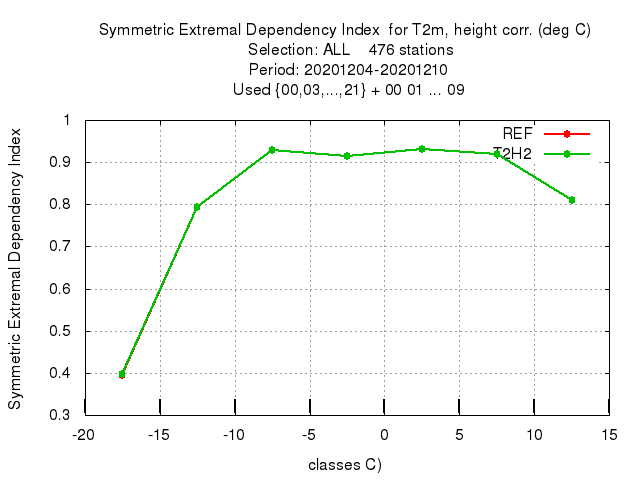 Symmetric Extremal Dependency Index  for T2m, height corr. (deg C)
Selection: ALL    476 stations
Period: 20201204-20201210
Used {00,03,...,21} + 00 01 ... 09
Symmetric Extremal Dependency Index
1
0.9
0.8
0.7
0.6
0.5
0.4
0.3
REF
T2H2
-20 -15 -10 -5 0 5 10 15
classes C)